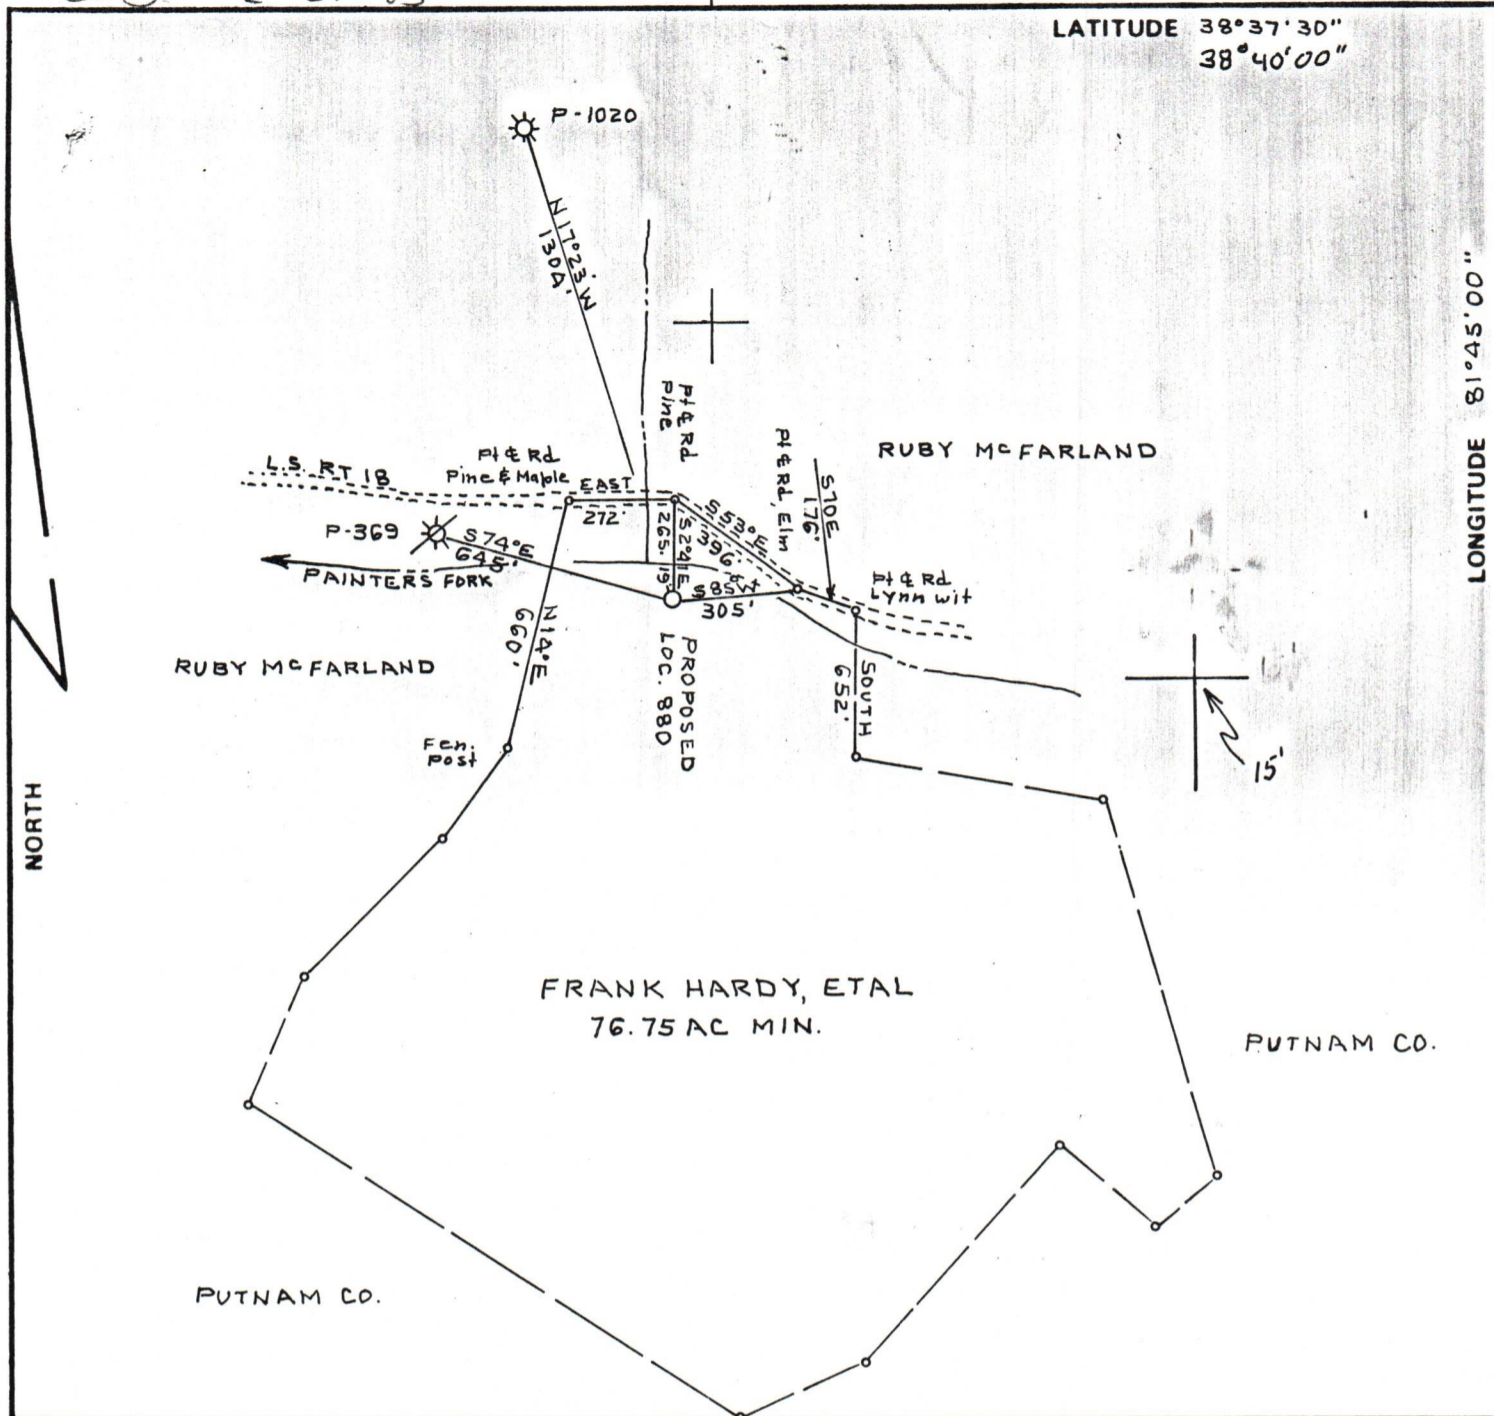 LATITUDE 38°37'30"
38°40'00"
P-1020
N17°23'W
1304'
LONGITUDE 81°45'00"
Pt ¢ Rd
Pine
Pt ¢ Rd, Elm
RUBY McFARLAND
L.S. RT 18
Pt ¢ Rd
Pine & Maple
EAST
272'
S53°E
396'
S70E
176'
P-369
S74°E
645'
S2°41'E
265.19'
S85°W
305'
Pt ¢ Rd
Lynn wit
PAINTERS FORK
N14°E
660'
RUBY McFARLAND
PROPOSED
LOC. 880
SOUTH
652'
Fen.
post
15'
NORTH
FRANK HARDY, ETAL
76.75 AC MIN.
PUTNAM CO.
PUTNAM CO.